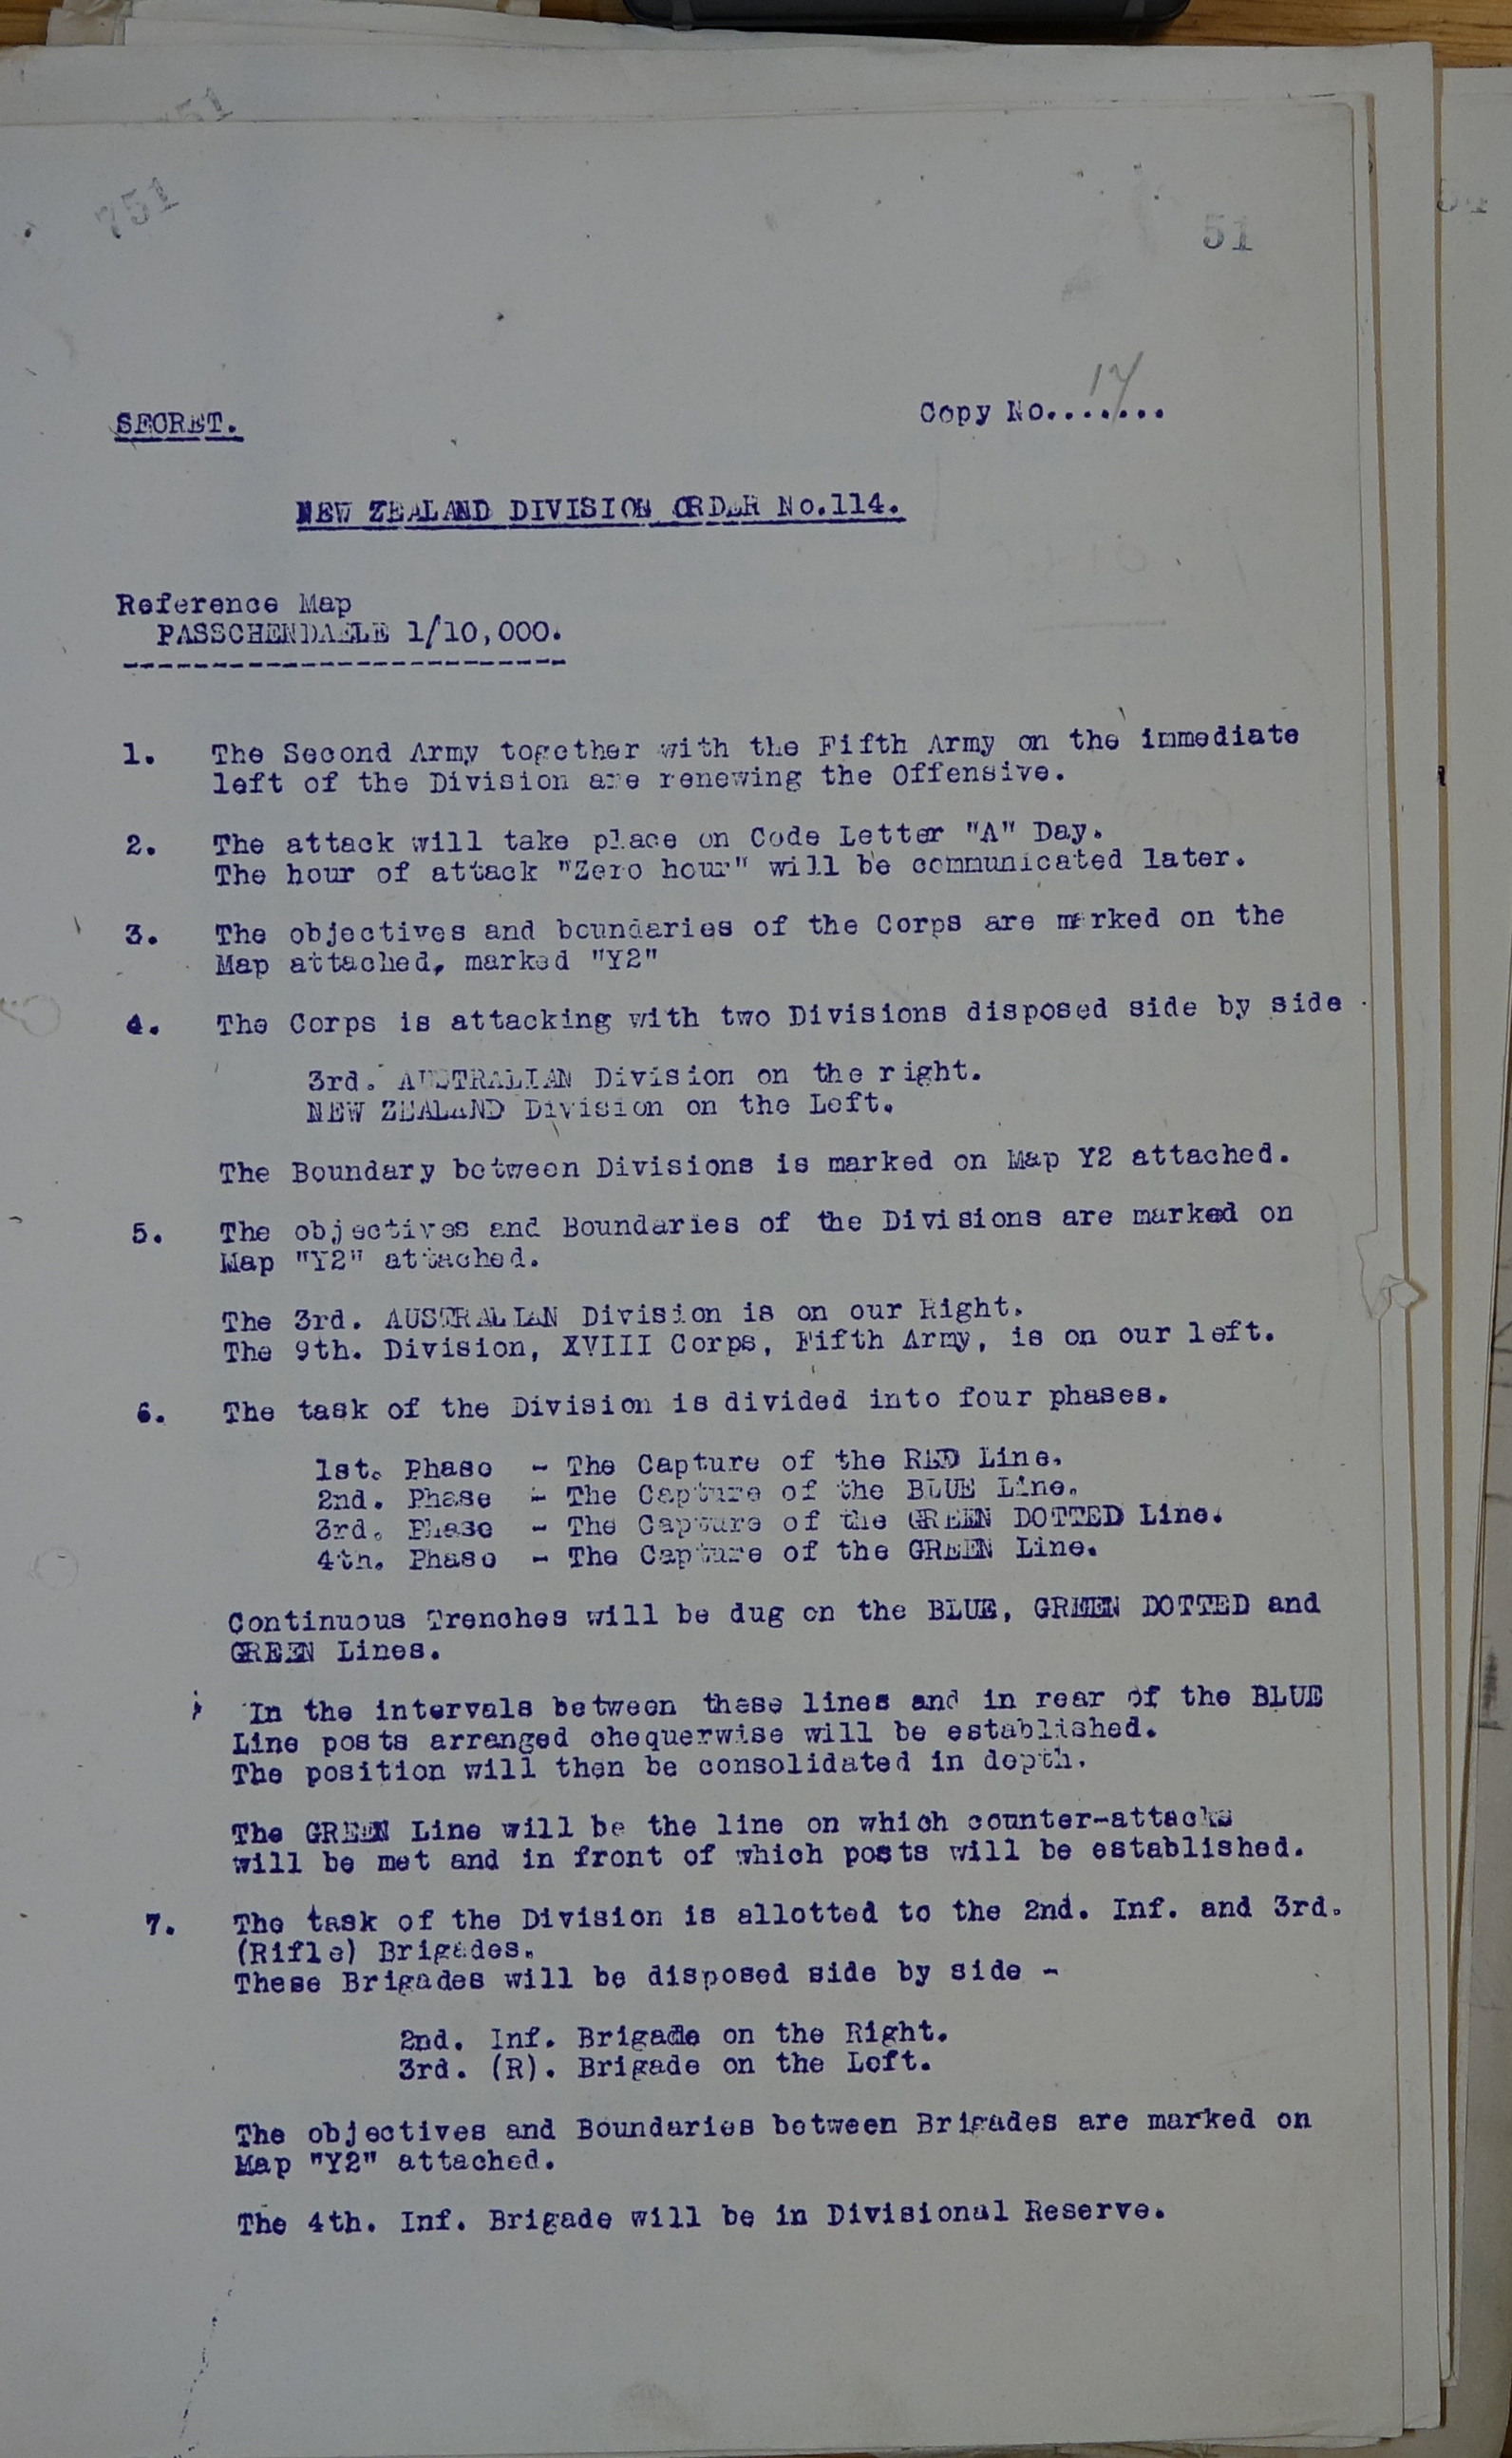 751
51
17
SECRET.
Copy No.......
NEW ZEALAND DIVISION ORDER No.114.
Reference Map
PASSCHENDAELE 1/10,000.
1. The Second Army together with the Fifth Army on the immediate
left of the Division are renewing the Offensive.
2. The attack will take place on Code Letter "A" Day.
The hour of attack "Zero hour" will be communicated later.
3. The objectives and boundaries of the Corps are marked on the
Map attached, marked "Y2"
4. The Corps is attacking with two Divisions disposed side by side
3rd. AUSTRALIAN Division on the right.
NEW ZEALAND Division on the Left.
The Boundary between Divisions is marked on Map Y2 attached.
5. The objectives and Boundaries of the Divisions are marked on
Map "Y2" attached.
The 3rd. AUSTRALIAN Division is on our Right.
The 9th. Division, XVIII Corps, Fifth Army, is on our left.
6. The task of the Division is divided into four phases.
1st. Phase - The Capture of the RED Line.
2nd. Phase - The Capture of the BLUE Line.
3rd. Phase - The Capture of the GREEN DOTTED Line.
4th. Phase - The Capture of the GREEN Line.
Continuous Trenches will be dug on the BLUE, GREEN DOTTED and
GREEN Lines.
In the intervals between these lines and in rear of the BLUE
Line posts arranged chequerwise will be established.
The position will then be consolidated in depth.
The GREEN Line will be the line on which counter-attacks
will be met and in front of which posts will be established.
7. The task of the Division is allotted to the 2nd. Inf. and 3rd.
(Rifle) Brigades.
These Brigades will be disposed side by side -
2nd. Inf. Brigade on the Right.
3rd. (R). Brigade on the Left.
The objectives and Boundaries between Brigades are marked on
Map "Y2" attached.
The 4th. Inf. Brigade will be in Divisional Reserve.